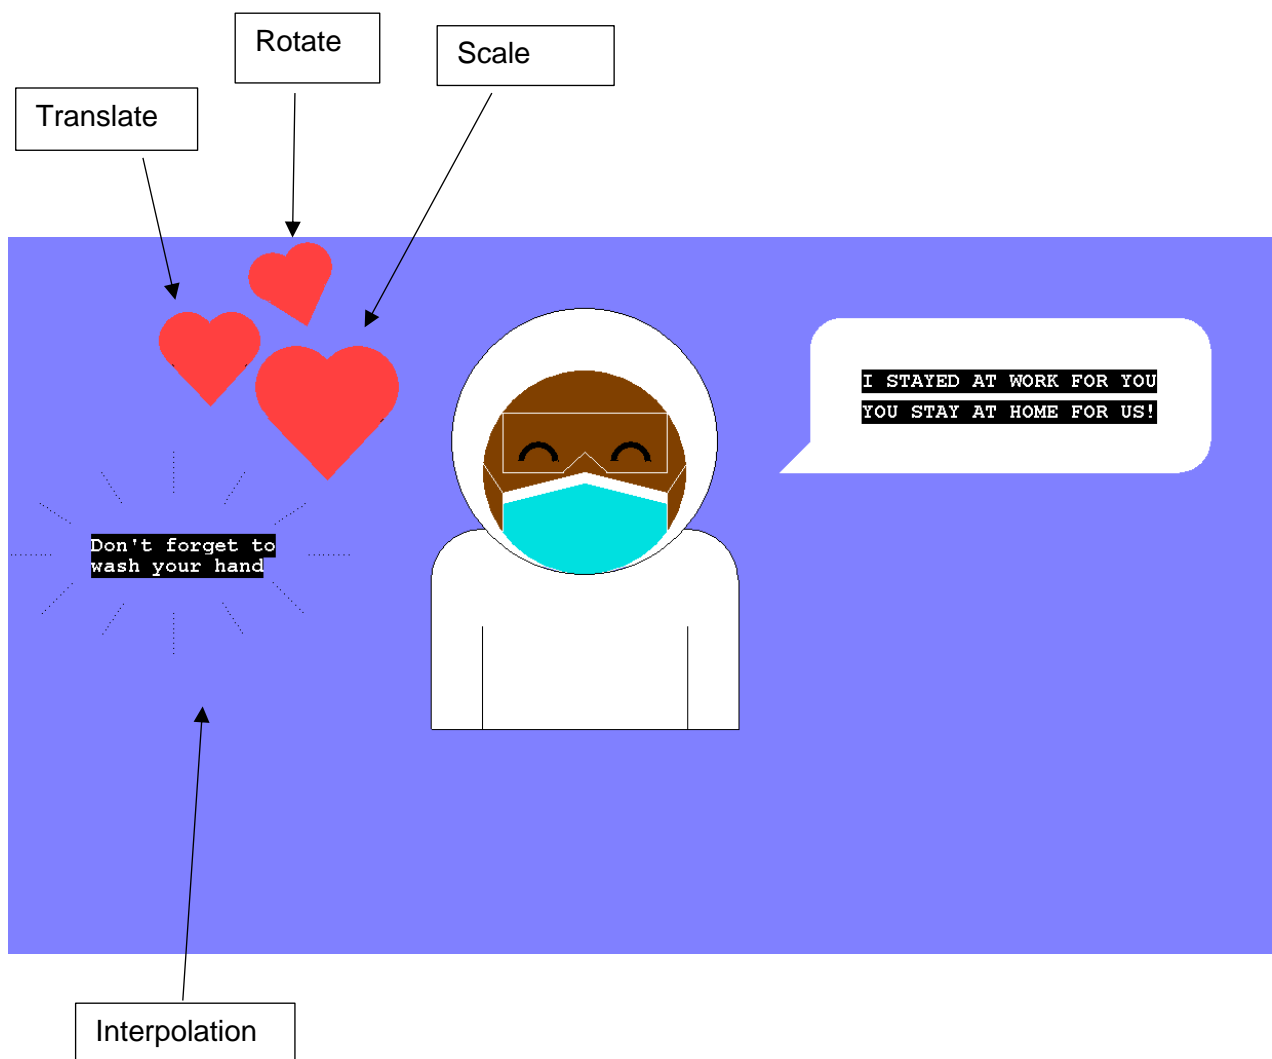 Rotate
Scale
Translate
I STAYED AT WORK FOR YOU
YOU STAY AT HOME FOR US!
Don't forget to
wash your hand
Interpolation